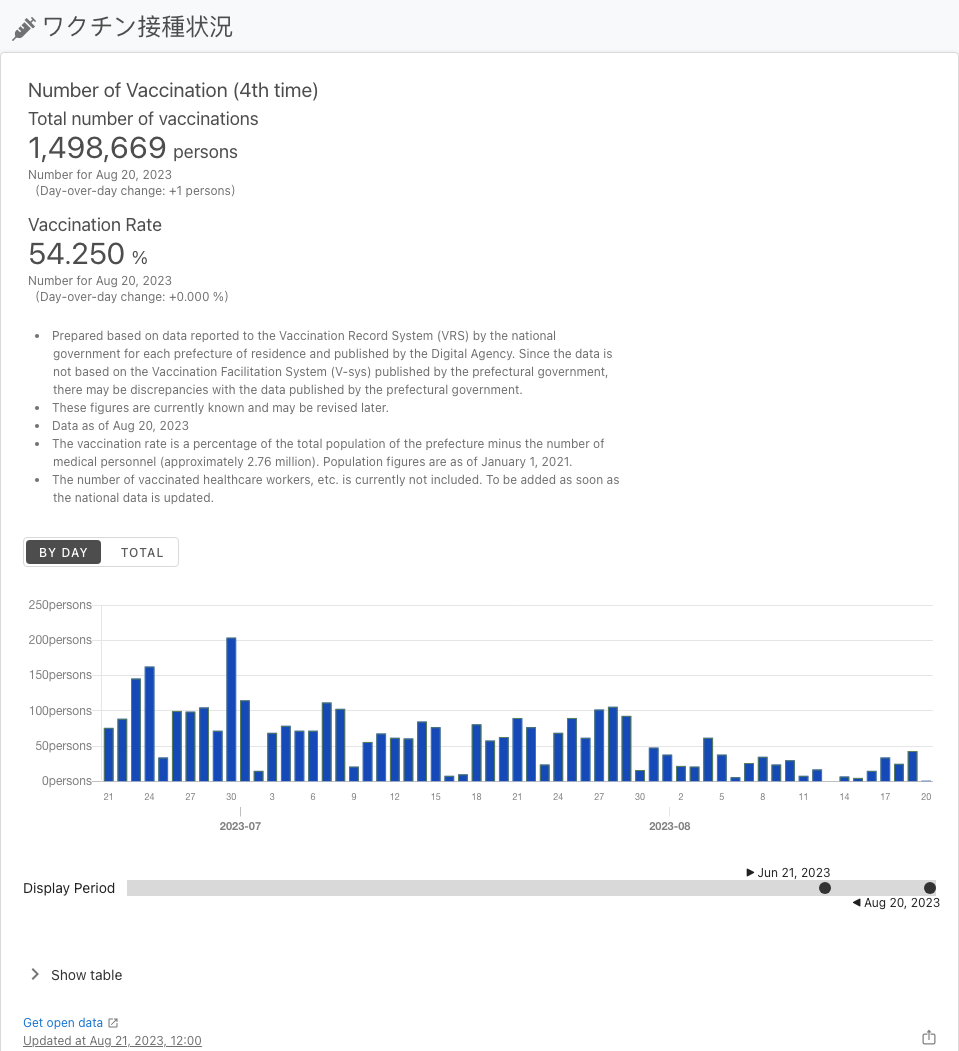 ワクチン接種状況
Number of Vaccination (4th time)
Total number of vaccinations
1,498,669 persons
Number for Aug 20, 2023
(Day-over-day change: +1 persons)
Vaccination Rate
54.250 %
Number for Aug 20, 2023
(Day-over-day change: +0.000 %)
• Prepared based on data reported to the Vaccination Record System (VRS) by the national
government for each prefecture of residence and published by the Digital Agency. Since the data is
not based on the Vaccination Facilitation System (V-sys) published by the prefectural government,
there may be discrepancies with the data published by the prefectural government.
• These figures are currently known and may be revised later.
• Data as of Aug 20, 2023
• The vaccination rate is a percentage of the total population of the prefecture minus the number of
medical personnel (approximately 2.76 million). Population figures are as of January 1, 2021.
• The number of vaccinated healthcare workers, etc. is currently not included. To be added as soon as
the national data is updated.
BY DAY TOTAL
250persons
200persons
150persons
100persons
50persons
0persons
21 24 27 30 3 6 9 12 15 18 21 24 27 30 2 5 8 11 14 17 20
2023-07 2023-08
Jun 21, 2023
Display Period
Aug 20, 2023
Show table
Get open data
Updated at Aug 21, 2023, 12:00